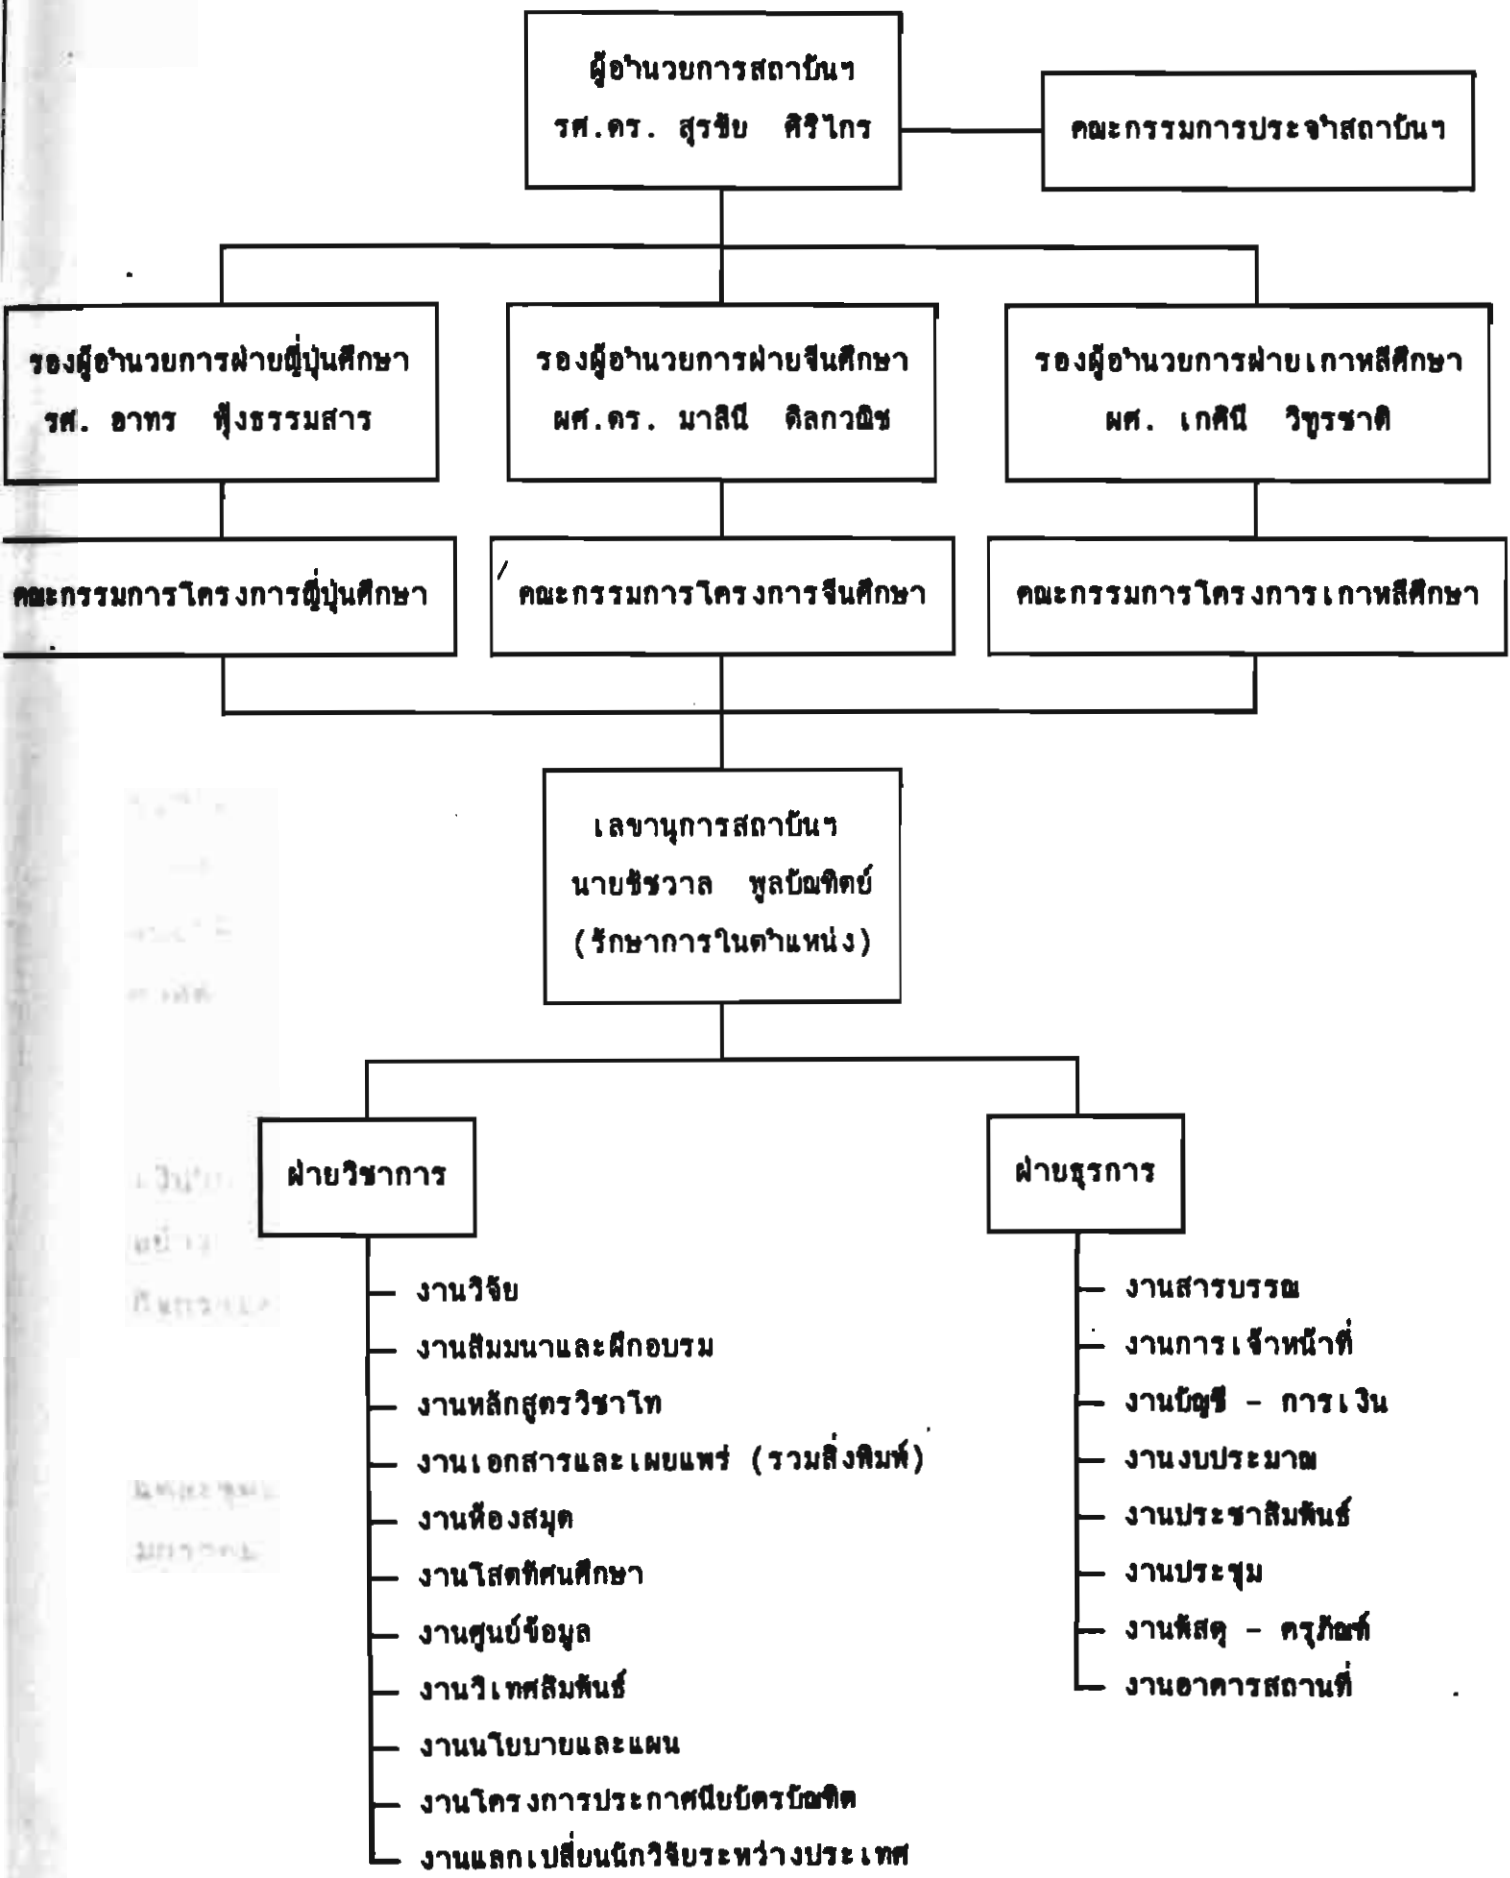 ผู้อำนวยการสถาบันฯ
รศ.ดร. สุรชัย ศิริไกร
คณะกรรมการประจำสถาบันฯ
รองผู้อำนวยการฝ่ายญี่ปุ่นศึกษา
รศ. อาทร ฟุ้งธรรมสาร
รองผู้อำนวยการฝ่ายจีนศึกษา
ผศ.ดร. มาลินี ดิลกวณิช
รองผู้อำนวยการฝ่ายเกาหลีศึกษา
ผศ. เกศินี วิฑูรชาติ
คณะกรรมการโครงการญี่ปุ่นศึกษา
คณะกรรมการโครงการจีนศึกษา
คณะกรรมการโครงการเกาหลีศึกษา
เลขานุการสถาบันฯ
นายชัชวาล พูลบัณฑิตย์
(รักษาการในตำแหน่ง)
ฝ่ายวิชาการ
งานวิจัย
งานสัมมนาและฝึกอบรม
งานหลักสูตรวิชาโท
งานเอกสารและเผยแพร่ (รวมสิ่งพิมพ์)
งานห้องสมุด
งานโสตทัศนศึกษา
งานศูนย์ข้อมูล
งานวิเทศสัมพันธ์
งานนโยบายและแผน
งานโครงการประกาศนียบัตรบัณฑิต
งานแลกเปลี่ยนนักวิจัยระหว่างประเทศ
ฝ่ายธุรการ
งานสารบรรณ
งานการเจ้าหน้าที่
งานบัญชี - การเงิน
งานงบประมาณ
งานประชาสัมพันธ์
งานประชุม
งานพัสดุ - ครุภัณฑ์
งานอาคารสถานที่